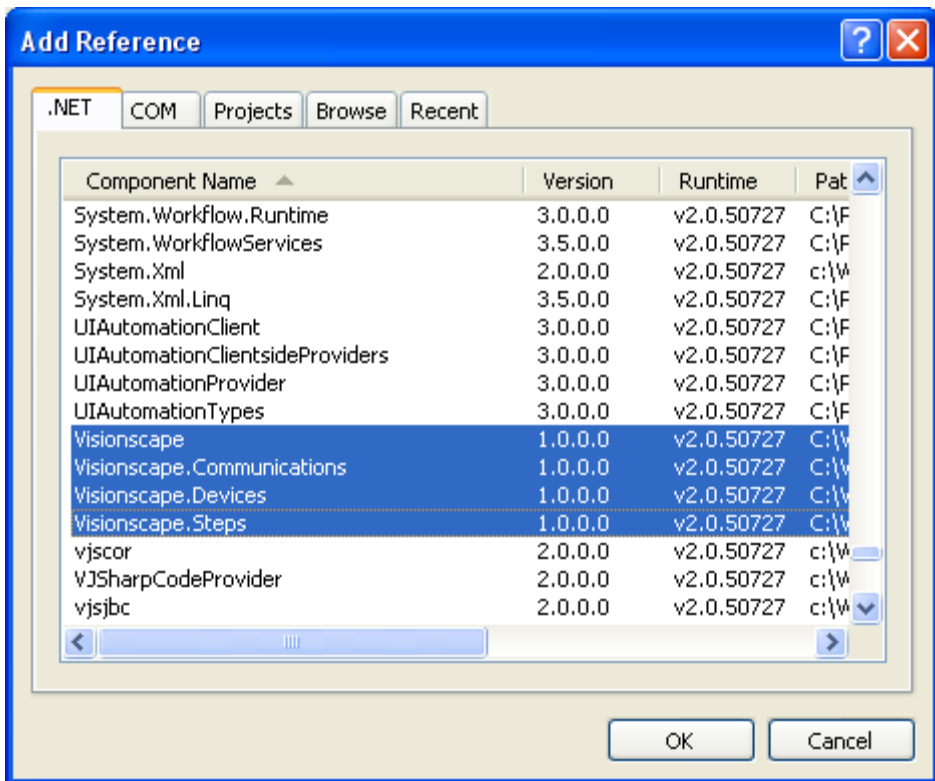 Add Reference
.NET COM Projects Browse Recent
Component Name Version Runtime Pat
System.Workflow.Runtime 3.0.0.0 v2.0.50727 C:\F
System.WorkflowServices 3.5.0.0 v2.0.50727 C:\F
System.Xml 2.0.0.0 v2.0.50727 c:\W
System.Xml.Linq 3.5.0.0 v2.0.50727 C:\F
UIAutomationClient 3.0.0.0 v2.0.50727 C:\F
UIAutomationClientsideProviders 3.0.0.0 v2.0.50727 C:\F
UIAutomationProvider 3.0.0.0 v2.0.50727 C:\F
UIAutomationTypes 3.0.0.0 v2.0.50727 C:\F
Visionscape 1.0.0.0 v2.0.50727 C:\V
Visionscape.Communications 1.0.0.0 v2.0.50727 C:\V
Visionscape.Devices 1.0.0.0 v2.0.50727 C:\V
Visionscape.Steps 1.0.0.0 v2.0.50727 C:\V
vjscor 2.0.0.0 v2.0.50727 c:\W
VJSharpCodeProvider 2.0.0.0 v2.0.50727 c:\W
vjsjbc 2.0.0.0 v2.0.50727 c:\W
OK Cancel